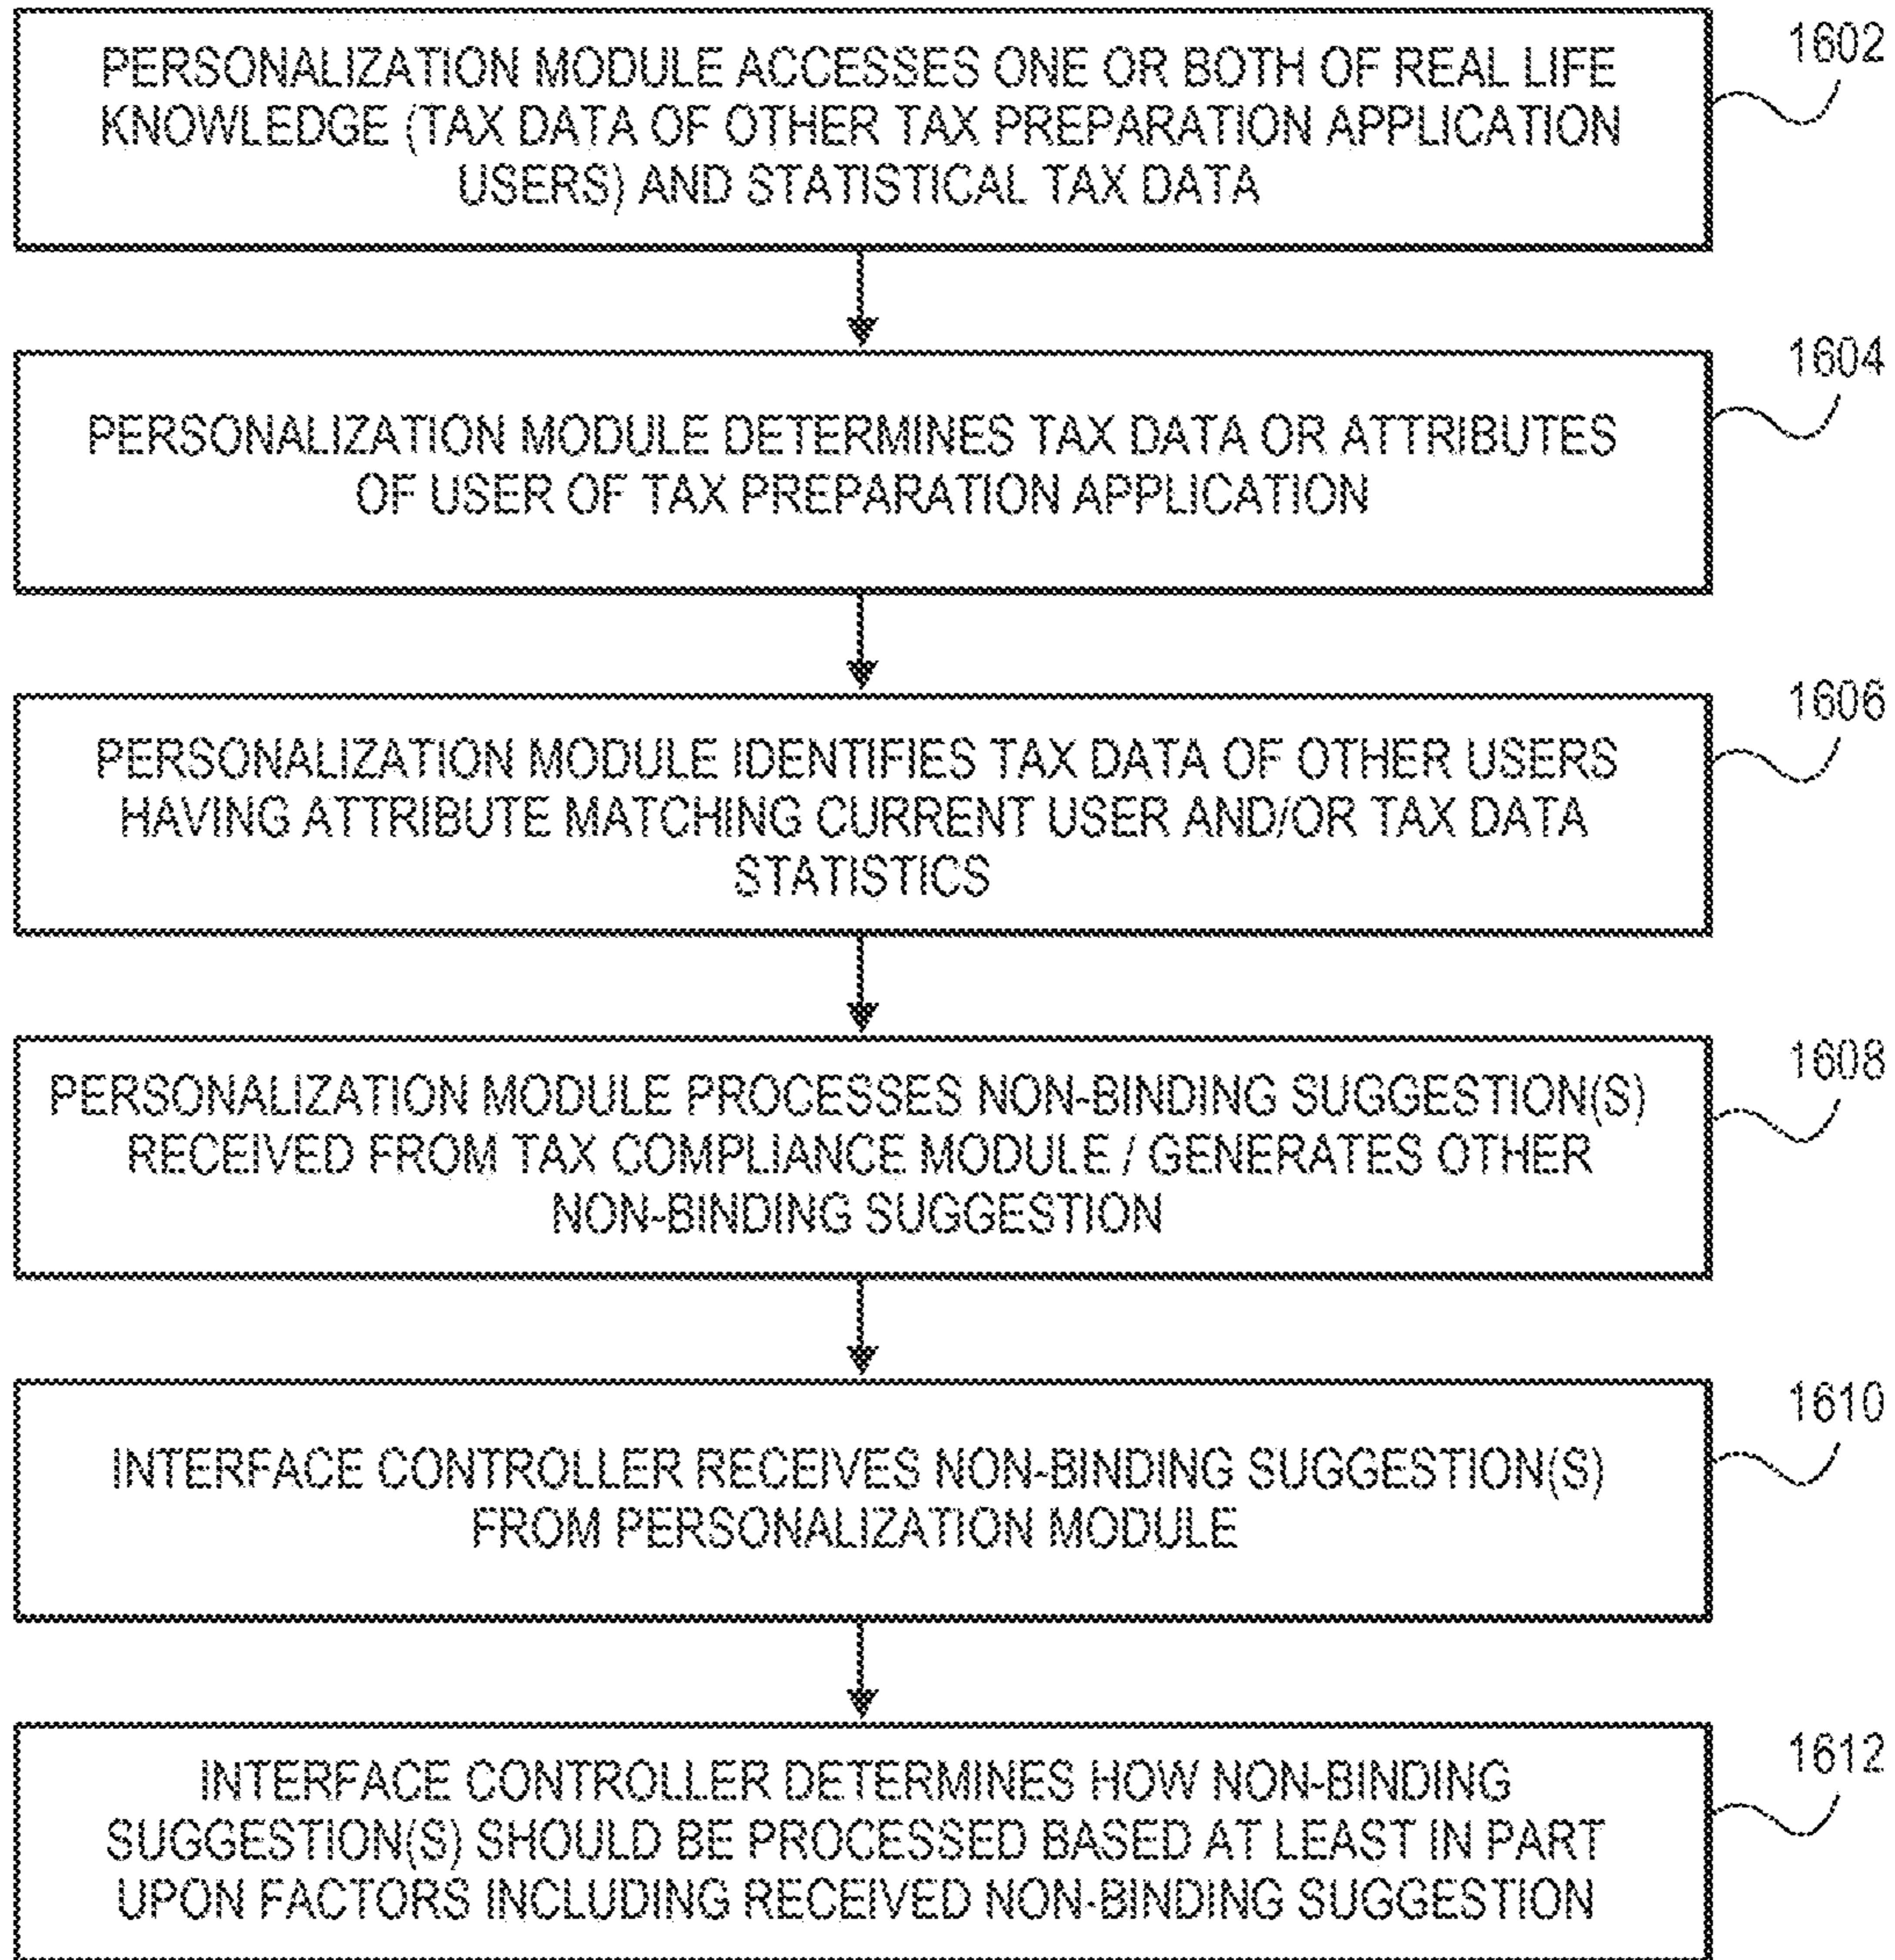 PERSONALIZATION MODULE ACCESSES ONE OR BOTH OF REAL LIFE
KNOWLEDGE (TAX DATA OF OTHER TAX PREPARATION APPLICATION
USERS) AND STATISTICAL TAX DATA
1602
PERSONALIZATION MODULE DETERMINES TAX DATA OR ATTRIBUTES
OF USER OF TAX PREPARATION APPLICATION
1604
PERSONALIZATION MODULE IDENTIFIES TAX DATA OF OTHER USERS
HAVING ATTRIBUTE MATCHING CURRENT USER AND/OR TAX DATA
STATISTICS
1606
PERSONALIZATION MODULE PROCESSES NON-BINDING SUGGESTION(S)
RECEIVED FROM TAX COMPLIANCE MODULE / GENERATES OTHER
NON-BINDING SUGGESTION
1608
INTERFACE CONTROLLER RECEIVES NON-BINDING SUGGESTION(S)
FROM PERSONALIZATION MODULE
1610
INTERFACE CONTROLLER DETERMINES HOW NON-BINDING
SUGGESTION(S) SHOULD BE PROCESSED BASED AT LEAST IN PART
UPON FACTORS INCLUDING RECEIVED NON-BINDING SUGGESTION
1612